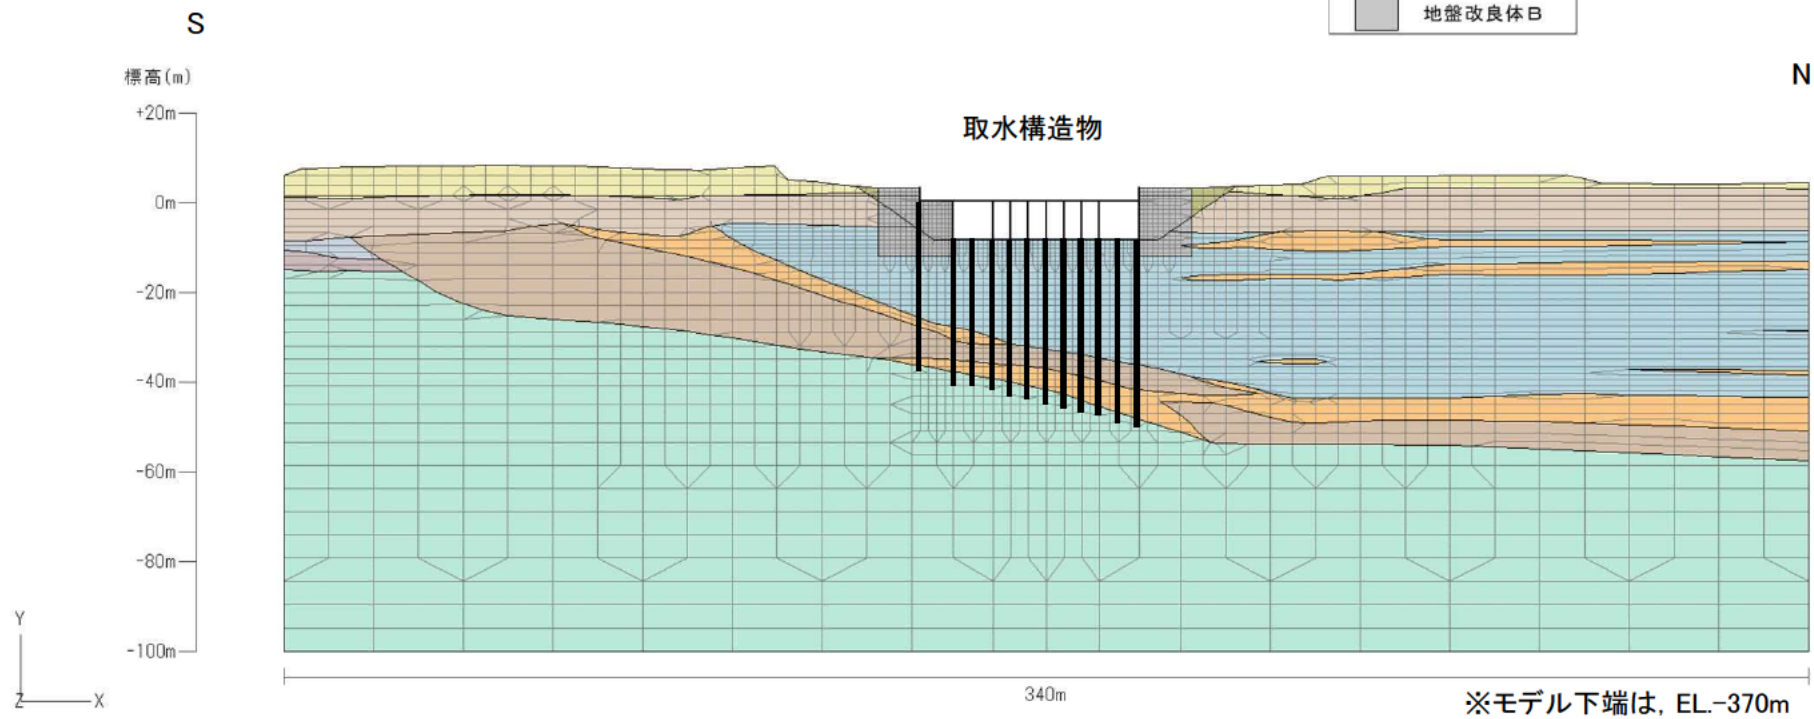 地盤改良体B
S
N
標高(m)
+20m
取水構造物
0m
-20m
-40m
-60m
-80m
-100m
Y
Z
X
340m
※モデル下端は, EL.-370m